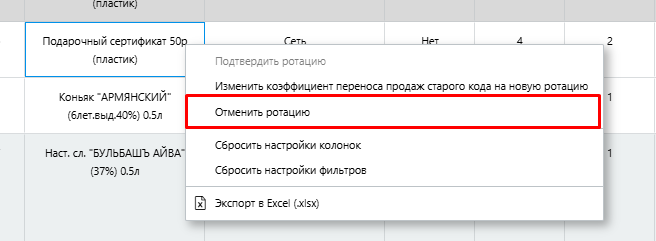 (пластик)
Подарочный сертификат 50р
(пластик)
Сеть
Нет
4
2
Подтвердить ротацию
Изменить коэффициент переноса продаж старого кода на новую ротацию
Отменить ротацию
Сбросить настройки колонок
Сбросить настройки фильтров
Экспорт в Excel (.xlsx)
Коньяк "АРМЯНСКИЙ"
(6лет.выд.40%) 0.5л
1
Наст. сл. "БУЛЬБАШЪ АЙВА"
(37%) 0.5л
1